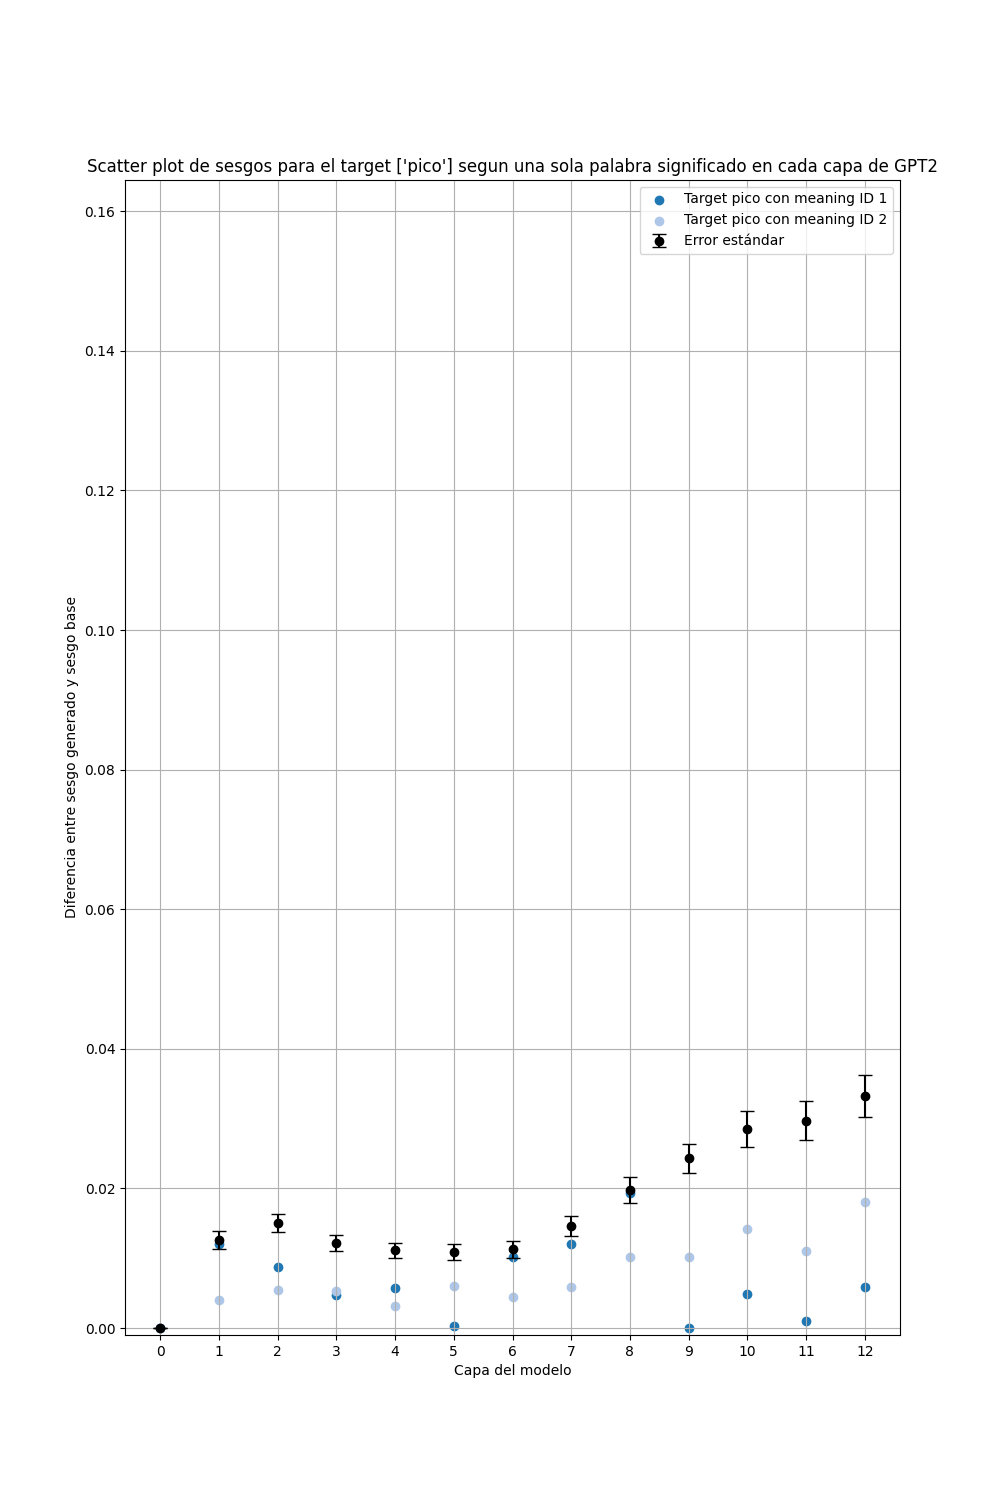 Scatter plot de sesgos para el target ['pico'] segun una sola palabra significado en cada capa de GPT2
Target pico con meaning ID 1
Target pico con meaning ID 2
Error estándar
Diferencia entre sesgo generado y sesgo base
0.16
0.14
0.12
0.10
0.08
0.06
0.04
0.02
0.00
0 1 2 3 4 5 6 7 8 9 10 11 12
Capa del modelo